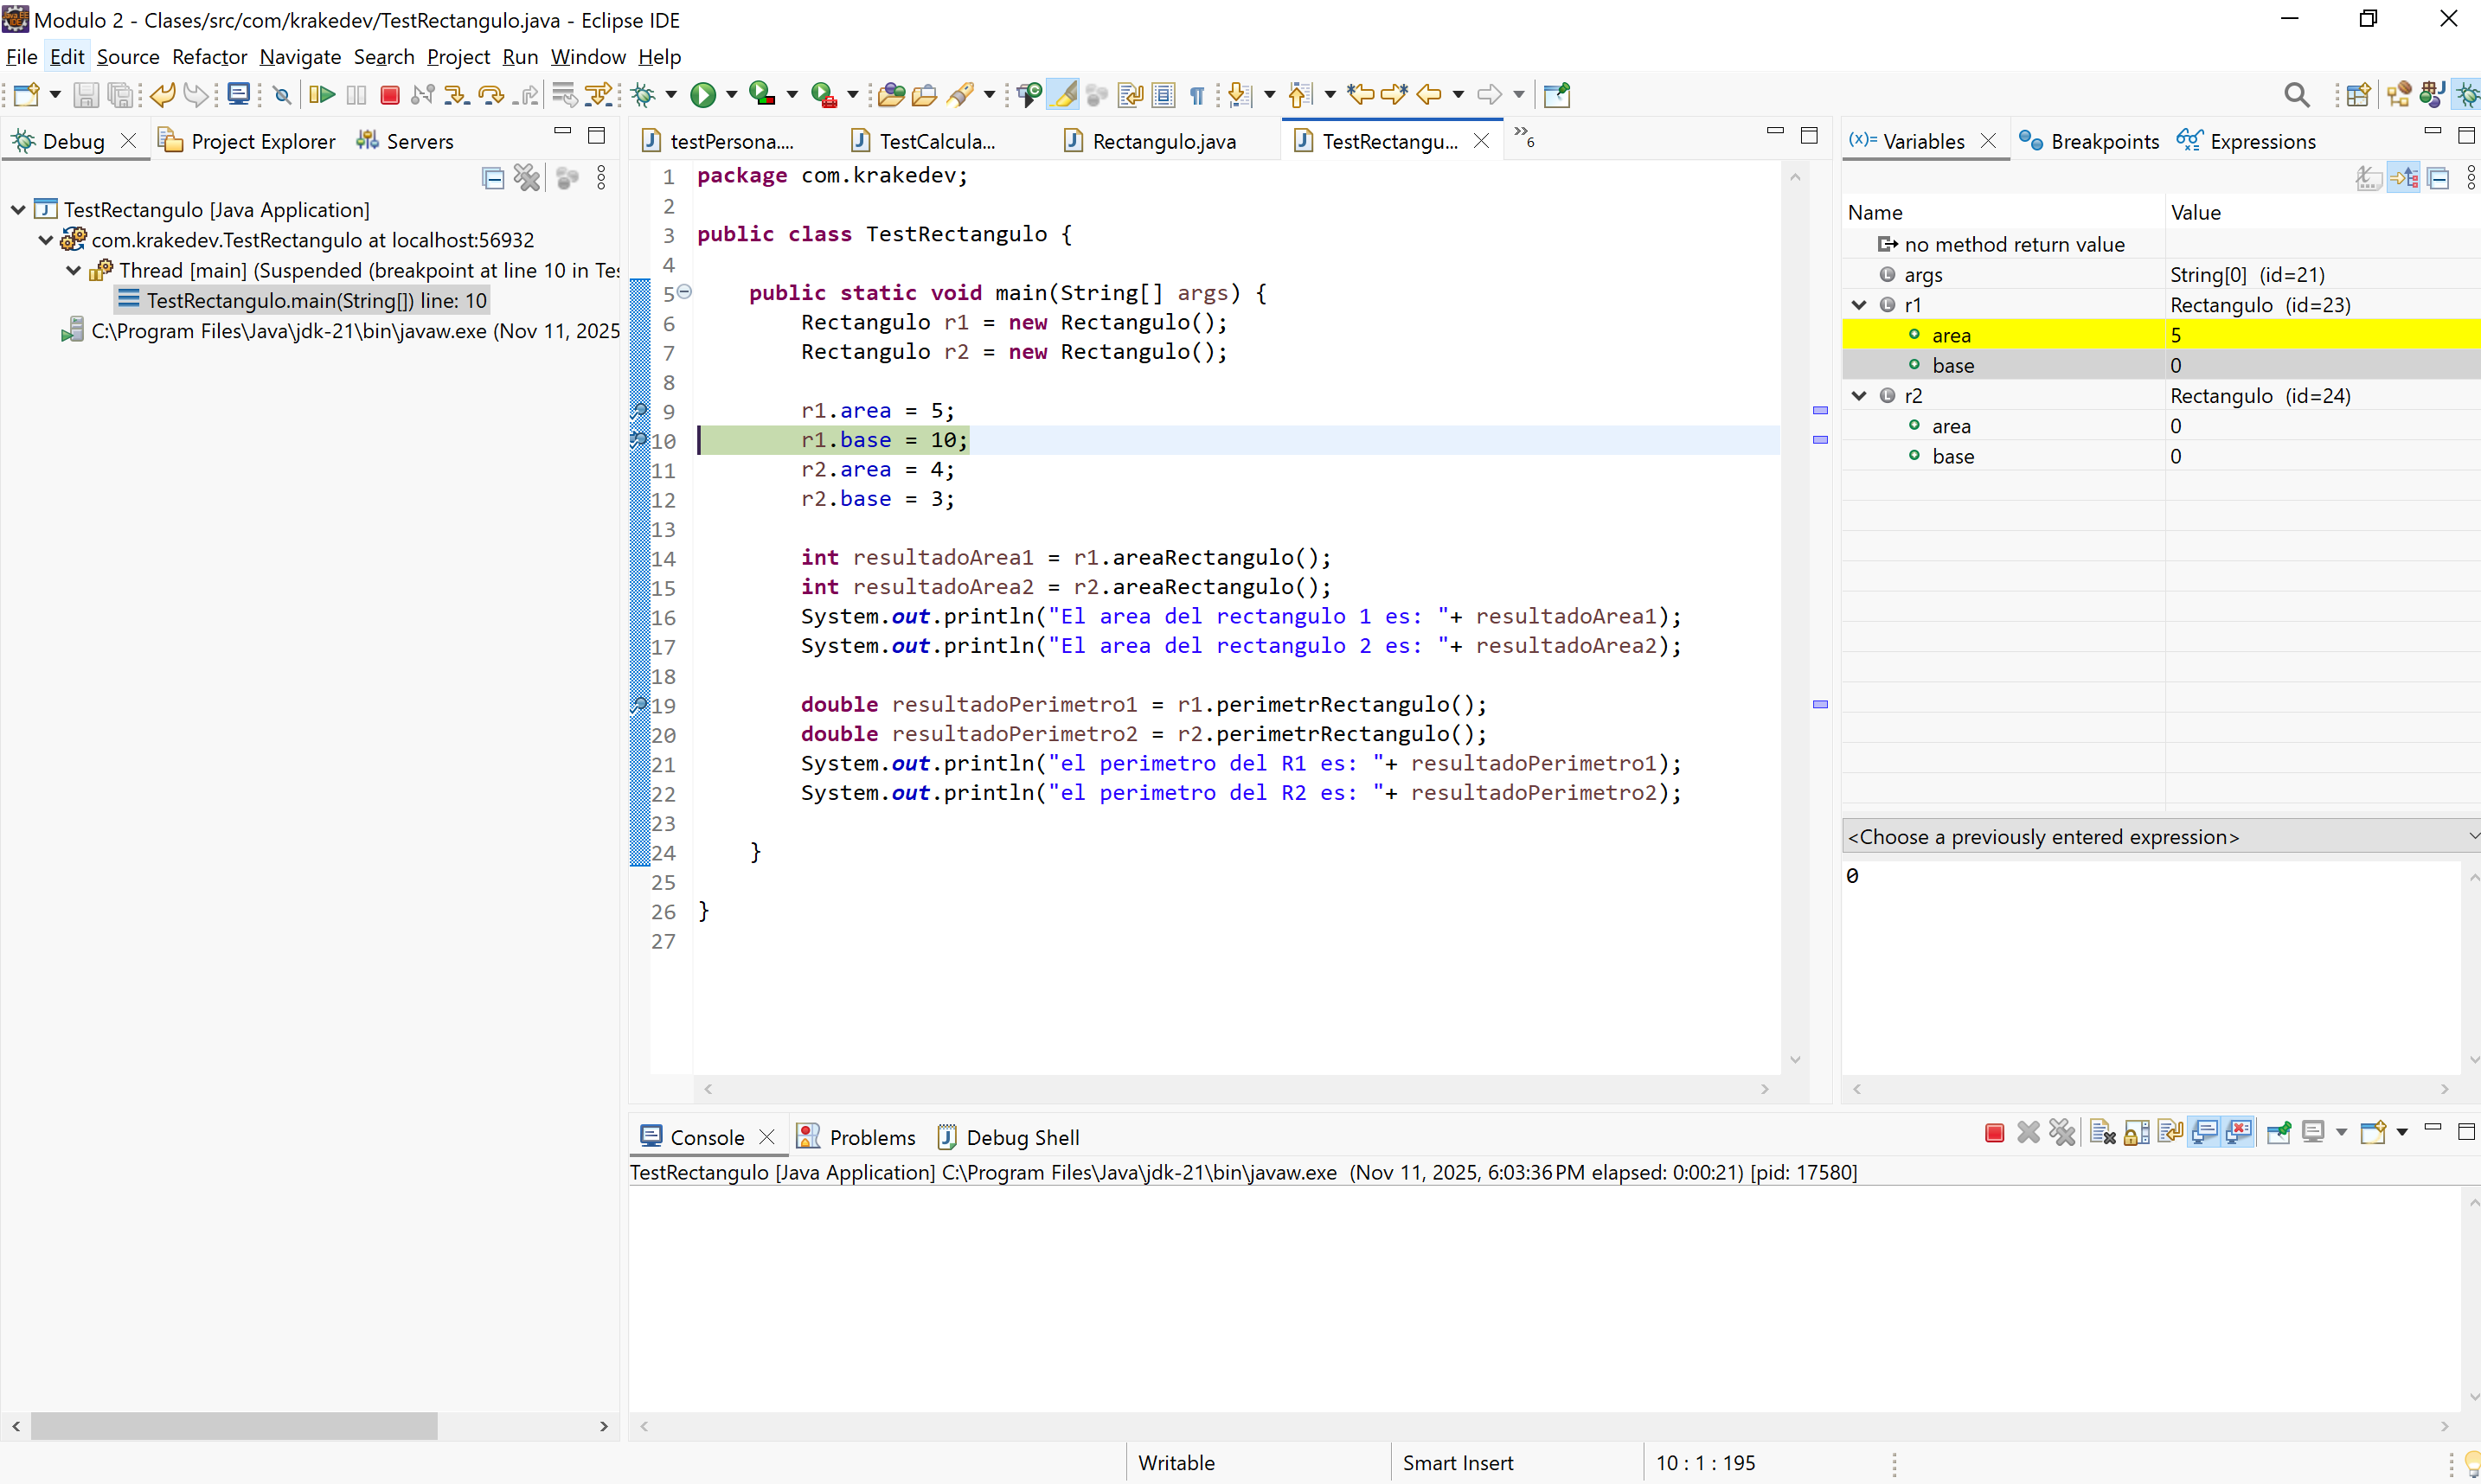 Modulo 2 - Clases/src/com/krakedev/TestRectangulo.java - Eclipse IDE
File Edit Source Refactor Navigate Search Project Run Window Help
Debug Project Explorer Servers
TestRectangulo [Java Application]
com.krakedev.TestRectangulo at localhost:56932
Thread [main] (Suspended (breakpoint at line 10 in Tes
TestRectangulo.main(String[]) line: 10
C:\Program Files\Java\jdk-21\bin\javaw.exe (Nov 11, 2025
testPersona.... TestCalcula... Rectangulo.java TestRectangu... »6
1 package com.krakedev;
2
3 public class TestRectangulo {
4
5 public static void main(String[] args) {
6 Rectangulo r1 = new Rectangulo();
7 Rectangulo r2 = new Rectangulo();
8
9 r1.area = 5;
10 r1.base = 10;
11 r2.area = 4;
12 r2.base = 3;
13
14 int resultadoArea1 = r1.areaRectangulo();
15 int resultadoArea2 = r2.areaRectangulo();
16 System.out.println("El area del rectangulo 1 es: "+ resultadoArea1);
17 System.out.println("El area del rectangulo 2 es: "+ resultadoArea2);
18
19 double resultadoPerimetro1 = r1.perimetrRectangulo();
20 double resultadoPerimetro2 = r2.perimetrRectangulo();
21 System.out.println("el perimetro del R1 es: "+ resultadoPerimetro1);
22 System.out.println("el perimetro del R2 es: "+ resultadoPerimetro2);
23
24 }
25
26 }
27
(x)= Variables Breakpoints Expressions
Name Value
no method return value
args String[0] (id=21)
r1 Rectangulo (id=23)
area 5
base 0
r2 Rectangulo (id=24)
area 0
base 0
<Choose a previously entered expression>
0
Console Problems Debug Shell
TestRectangulo [Java Application] C:\Program Files\Java\jdk-21\bin\javaw.exe (Nov 11, 2025, 6:03:36 PM elapsed: 0:00:21) [pid: 17580]
Writable Smart Insert 10 : 1 : 195